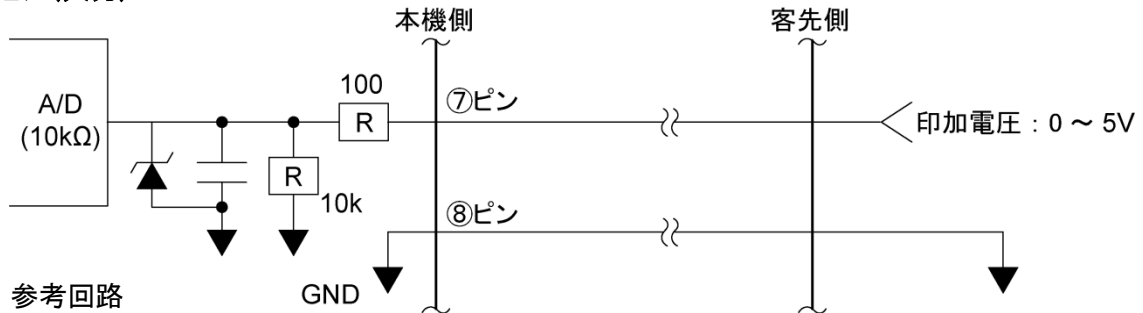 本機側
客先側
A/D
(10kΩ)
100
R
⑦ピン
印加電圧：0 ～ 5V
R
10k
⑧ピン
参考回路
GND